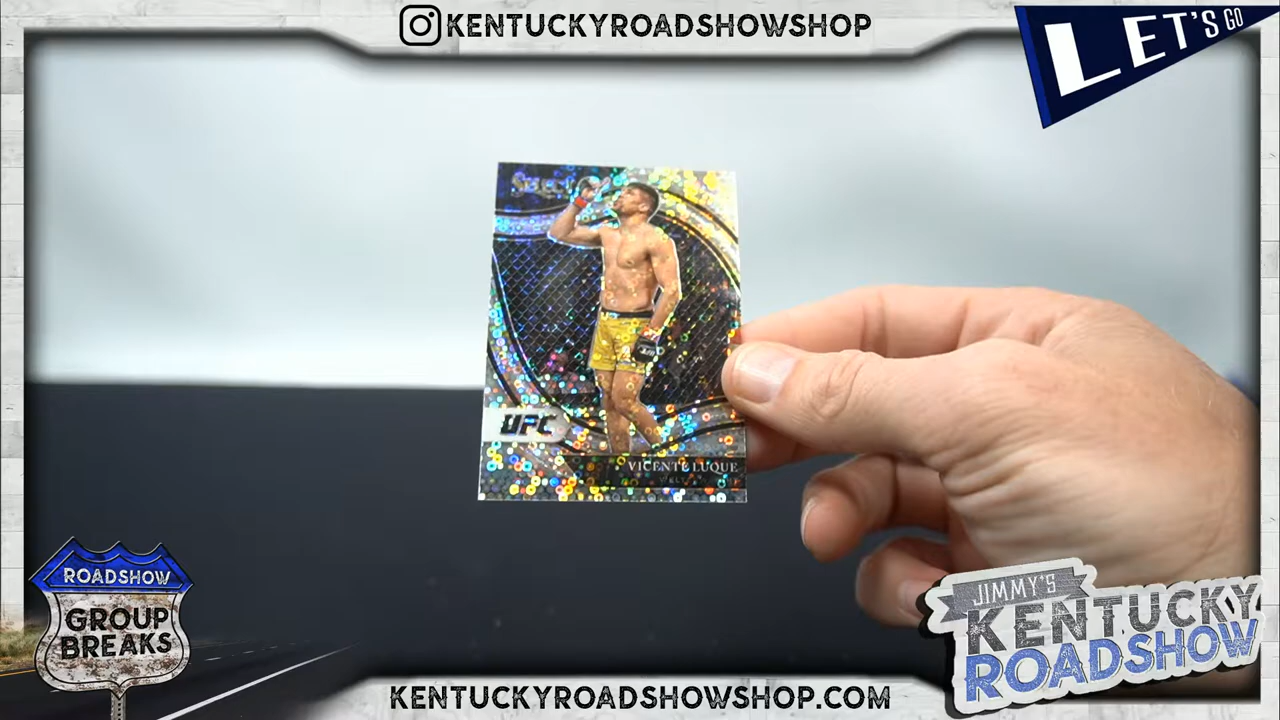 KENTUCKYROADSHOWSHOP
LET'S GO
SELECT
UFC
VICENTE LUQUE
ROADSHOW
GROUP
BREAKS
JIMMY'S
KENTUCKY
ROADSHOW
KENTUCKYROADSHOWSHOP.COM